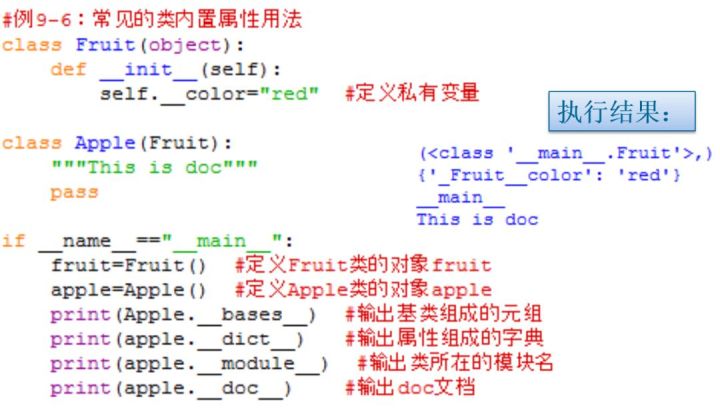 #例9-6：常见的类内置属性用法
class Fruit(object):
    def __init__(self):
        self.__color="red"  #定义私有变量
执行结果：
class Apple(Fruit):
    """This is doc"""
    pass
(<class '__main__.Fruit'>,)
{'_Fruit__color': 'red'}
__main__
This is doc
if __name__=="__main__":
    fruit=Fruit()  #定义Fruit类的对象fruit
    apple=Apple()  #定义Apple类的对象apple
    print(Apple.__bases__)  #输出基类组成的元组
    print(apple.__dict__)  #输出属性组成的字典
    print(apple.__module__)  #输出类所在的模块名
    print(apple.__doc__)  #输出doc文档